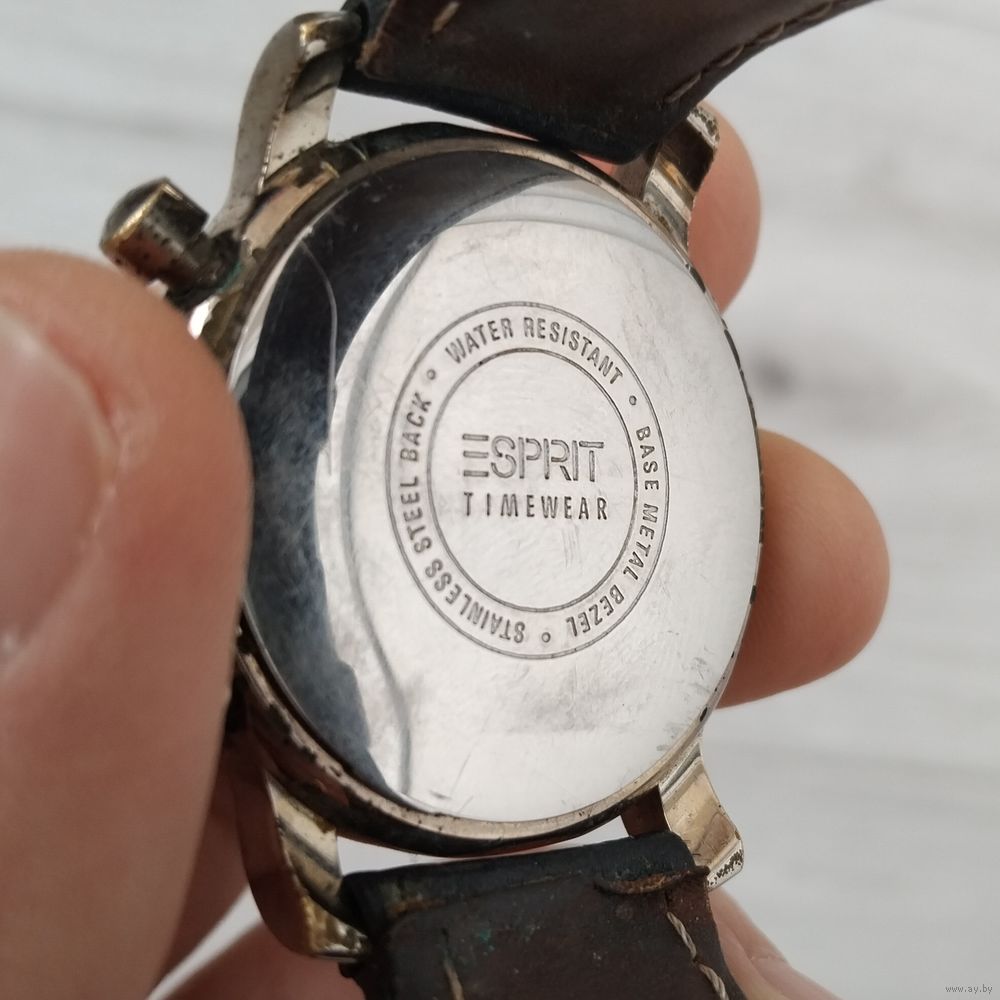 WATER RESISTANT • BASE METAL BEZEL • STAINLESS STEEL BACK •
ESPRIT
TIMEWEAR
www.ay.by